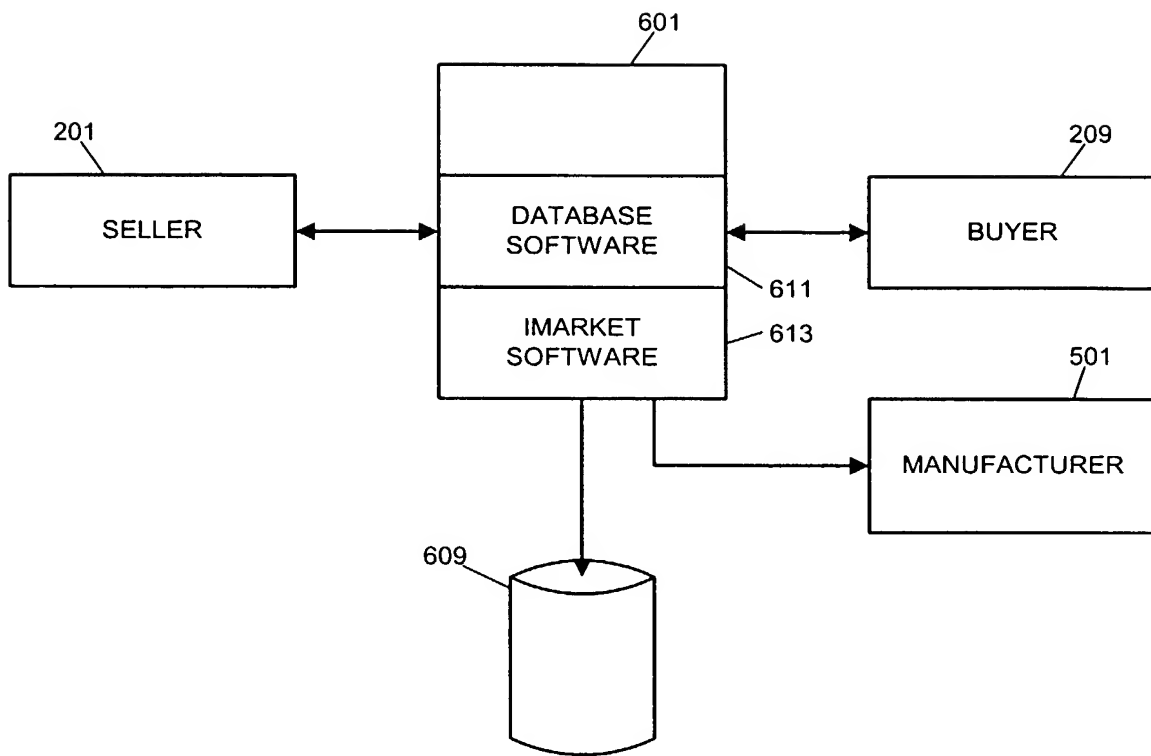 601
201
209
SELLER
DATABASE
SOFTWARE
BUYER
611
IMARKET
SOFTWARE
613
501
MANUFACTURER
609